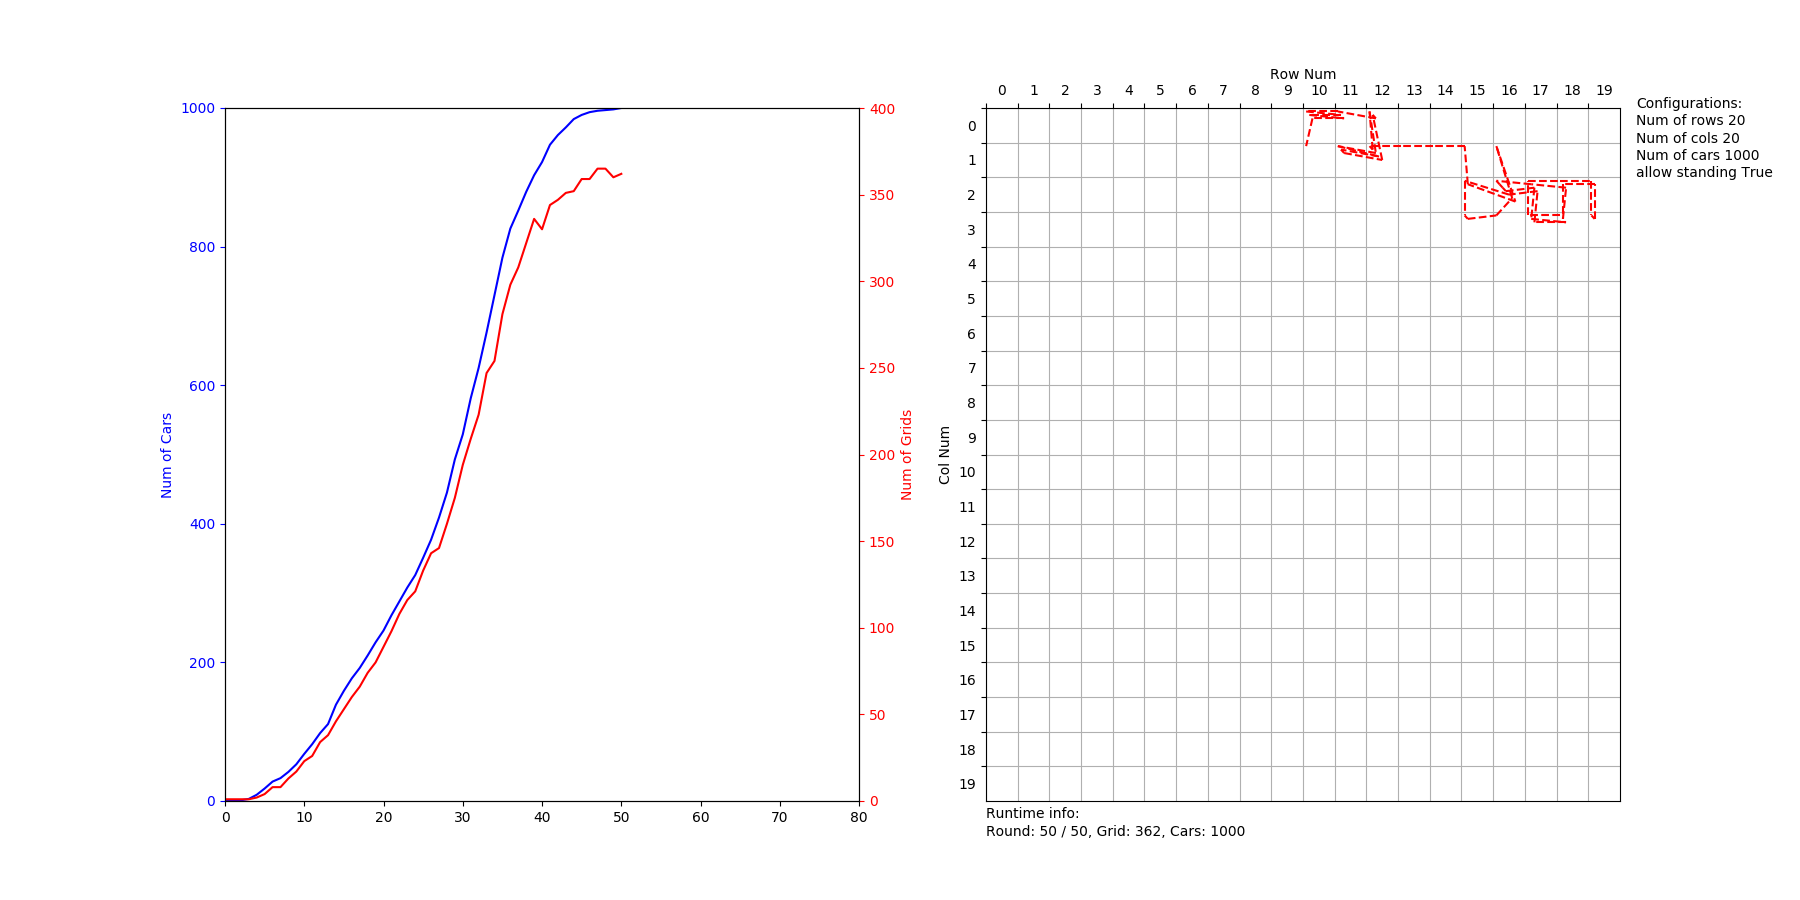 1000
800
600
400
200
0
Num of Cars
0 10 20 30 40 50 60 70 80
400
350
300
250
200
150
100
50
0
Num of Grids
Row Num
0 1 2 3 4 5 6 7 8 9 10 11 12 13 14 15 16 17 18 19
Col Num
0
1
2
3
4
5
6
7
8
9
10
11
12
13
14
15
16
17
18
19
Configurations:
Num of rows 20
Num of cols 20
Num of cars 1000
allow standing True
Runtime info:
Round: 50 / 50, Grid: 362, Cars: 1000